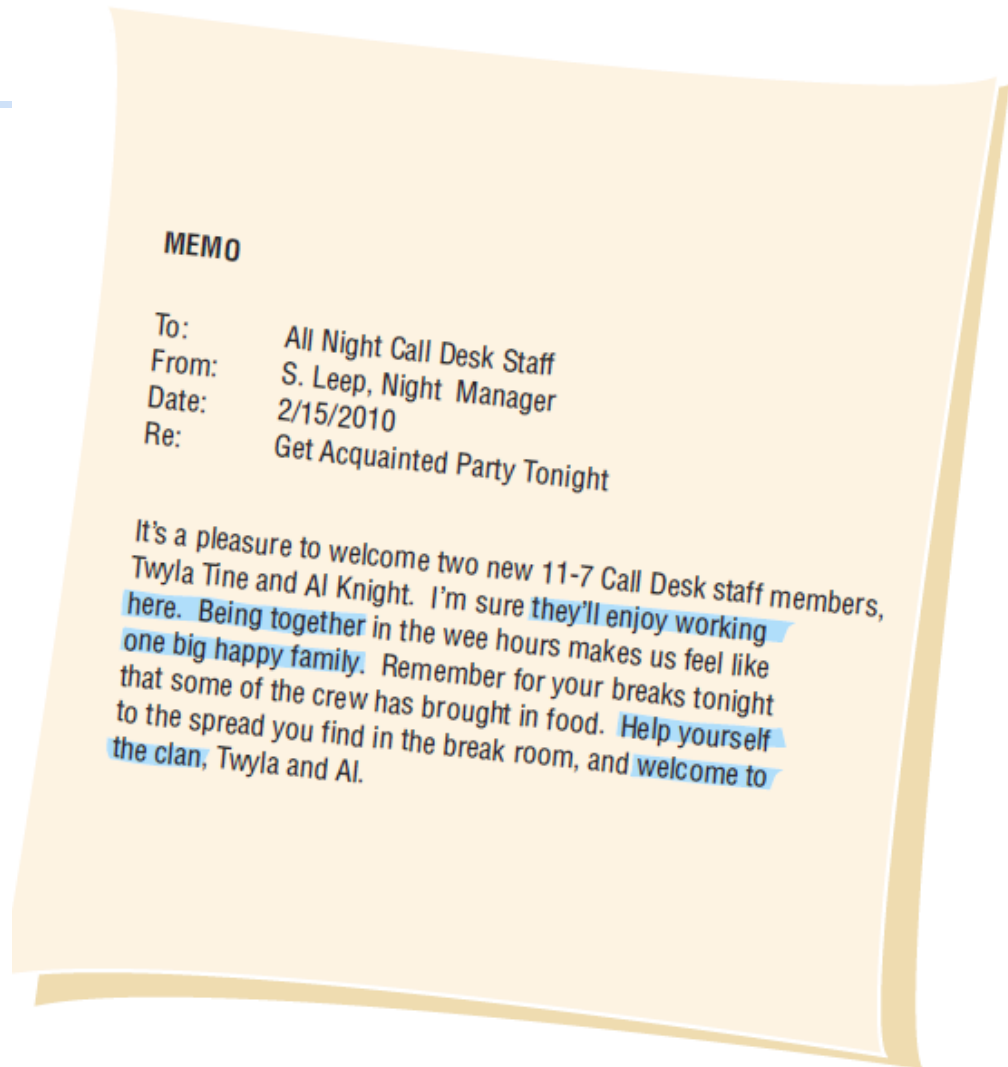 MEMO
To: All Night Call Desk Staff
From: S. Leep, Night Manager
Date: 2/15/2010
Re: Get Acquainted Party Tonight
It's a pleasure to welcome two new 11-7 Call Desk staff members,
Twyla Tine and Al Knight. I'm sure they'll enjoy working
here. Being together in the wee hours makes us feel like
one big happy family. Remember for your breaks tonight
that some of the crew has brought in food. Help yourself
to the spread you find in the break room, and welcome to
the clan, Twyla and Al.